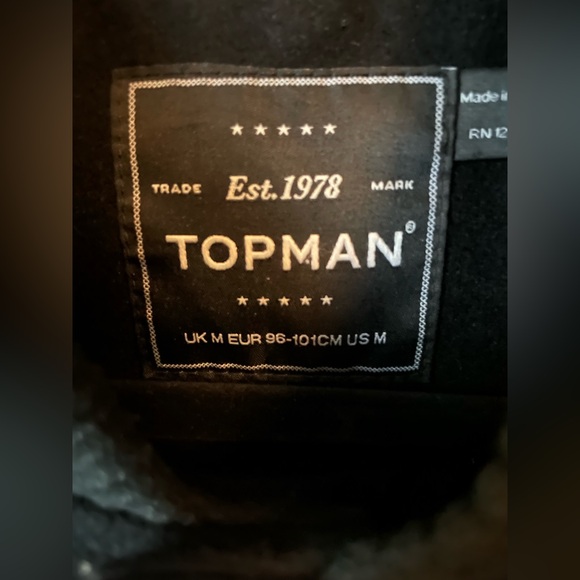 ★★★★★
TRADE Est.1978 MARK
TOPMAN®
★★★★★
UK M EUR 96-101CM US M
Made
RN 12